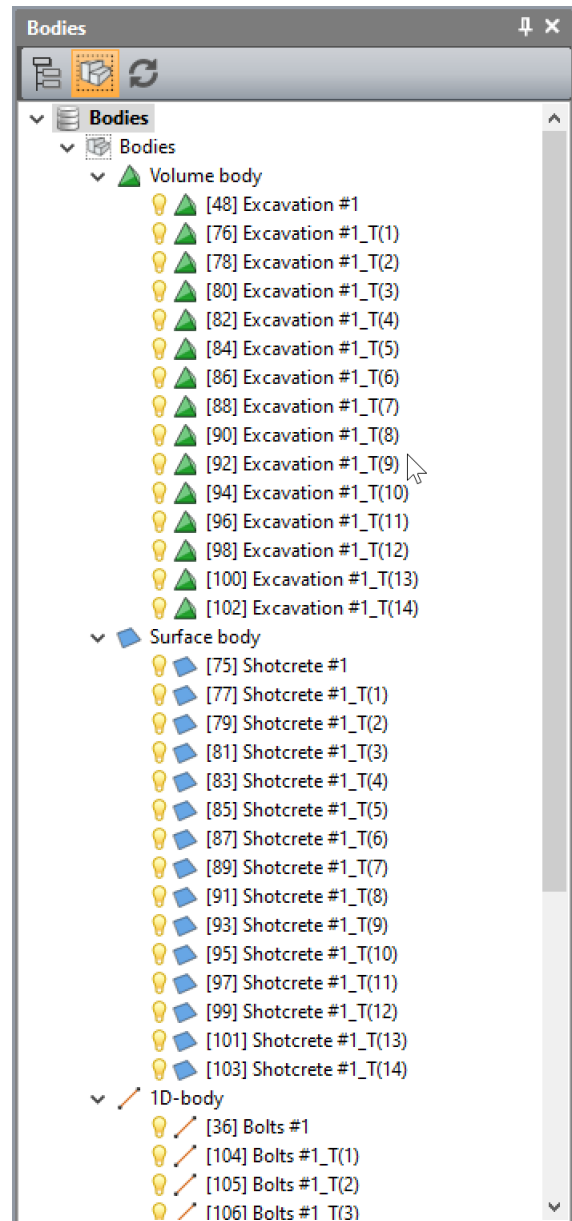 Bodies
Bodies
Bodies
Volume body
[48] Excavation #1
[76] Excavation #1_T(1)
[78] Excavation #1_T(2)
[80] Excavation #1_T(3)
[82] Excavation #1_T(4)
[84] Excavation #1_T(5)
[86] Excavation #1_T(6)
[88] Excavation #1_T(7)
[90] Excavation #1_T(8)
[92] Excavation #1_T(9)
[94] Excavation #1_T(10)
[96] Excavation #1_T(11)
[98] Excavation #1_T(12)
[100] Excavation #1_T(13)
[102] Excavation #1_T(14)
Surface body
[75] Shotcrete #1
[77] Shotcrete #1_T(1)
[79] Shotcrete #1_T(2)
[81] Shotcrete #1_T(3)
[83] Shotcrete #1_T(4)
[85] Shotcrete #1_T(5)
[87] Shotcrete #1_T(6)
[89] Shotcrete #1_T(7)
[91] Shotcrete #1_T(8)
[93] Shotcrete #1_T(9)
[95] Shotcrete #1_T(10)
[97] Shotcrete #1_T(11)
[99] Shotcrete #1_T(12)
[101] Shotcrete #1_T(13)
[103] Shotcrete #1_T(14)
1D-body
[36] Bolts #1
[104] Bolts #1_T(1)
[105] Bolts #1_T(2)
[106] Bolts #1_T(3)